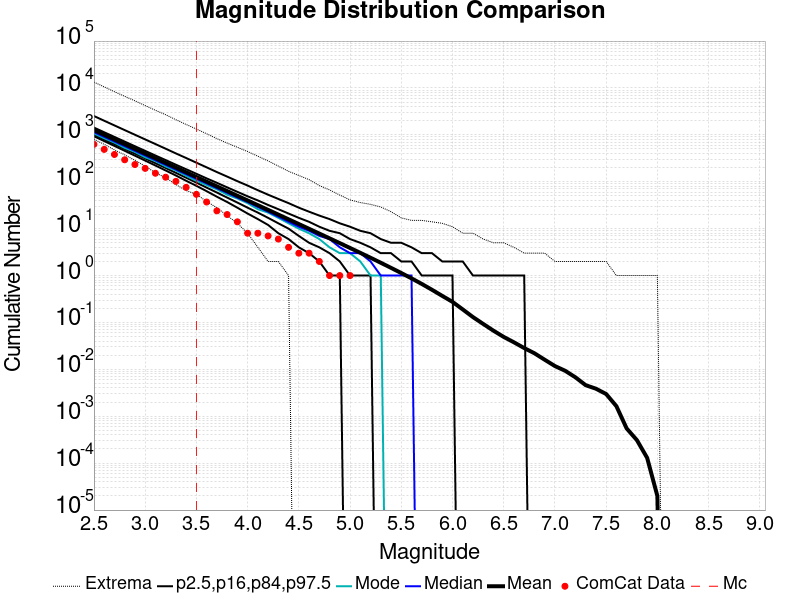 Magnitude Distribution Comparison
10 5
10 4
10 3
10 2
10 1
10 0
10 -1
10 -2
10 -3
10 -4
10 -5
Cumulative Number
2.5 3.0 3.5 4.0 4.5 5.0 5.5 6.0 6.5 7.0 7.5 8.0 8.5 9.0
Magnitude
Extrema p2.5,p16,p84,p97.5 Mode Median Mean ComCat Data Mc